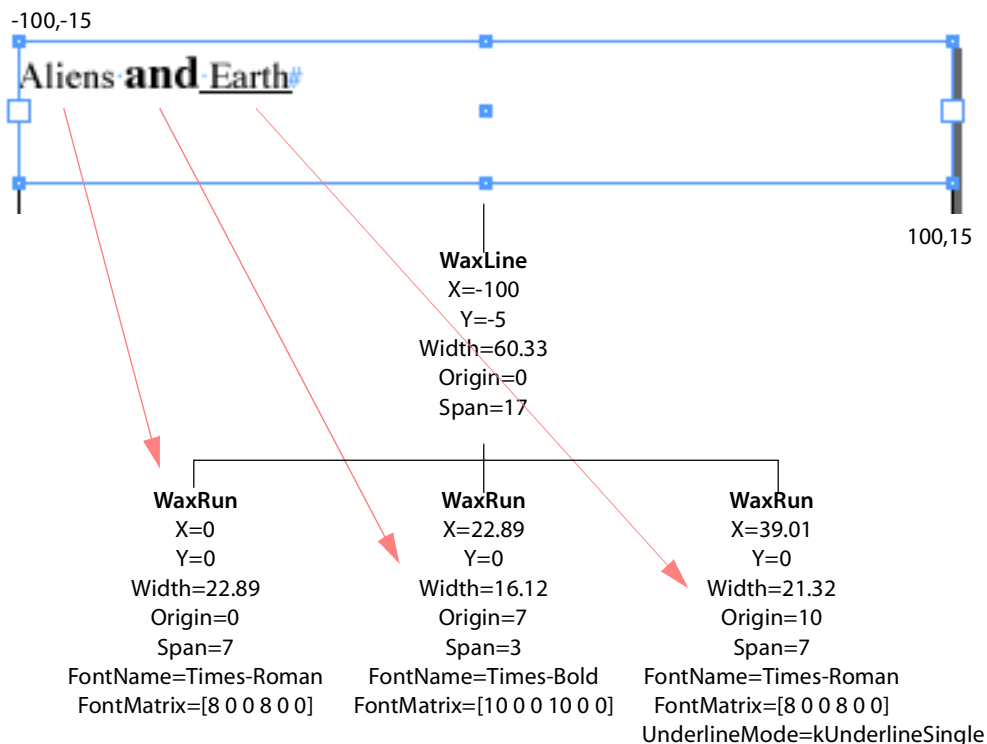 -100,-15
Aliens and Earth#
100,15
WaxLine
X=-100
Y=-5
Width=60.33
Origin=0
Span=17
WaxRun
X=0
Y=0
Width=22.89
Origin=0
Span=7
FontName=Times-Roman
FontMatrix=[8 0 0 8 0 0]
WaxRun
X=22.89
Y=0
Width=16.12
Origin=7
Span=3
FontName=Times-Bold
FontMatrix=[10 0 0 10 0 0]
WaxRun
X=39.01
Y=0
Width=21.32
Origin=10
Span=7
FontName=Times-Roman
FontMatrix=[8 0 0 8 0 0]
UnderlineMode=kUnderlineSingle